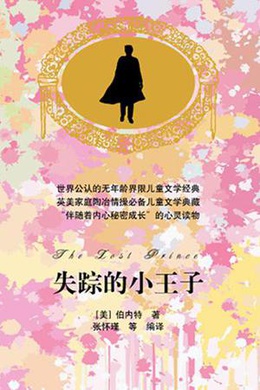 世界公认的无年龄界限儿童文学经典
英美家庭陶冶情操必备儿童文学典藏
“伴随着内心秘密成长”的心灵读物
The Lost Prince
失踪的小王子
[美] 伯内特 著
张怀瑾 等 编译